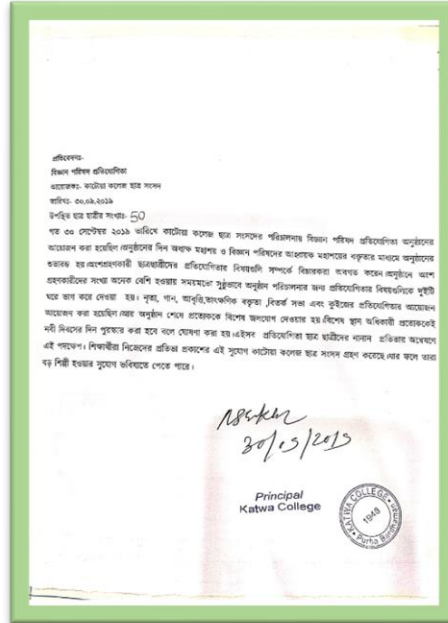 প্রতিবেদনঃ-
বিজ্ঞান পরিষদ প্রতিযোগিতা
আয়োজকঃ- কাটোয়া কলেজ ছাত্র সংসদ
তারিখঃ- ৩০.০৯.২০১৯
উপস্থিত ছাত্র ছাত্রীর সংখ্যাঃ- 50
গত ৩০ সেপ্টেম্বর ২০১৯ তারিখে কাটোয়া কলেজ ছাত্র সংসদের পরিচালনায় বিজ্ঞান পরিষদ প্রতিযোগিতা অনুষ্ঠানের
আয়োজন করা হয়েছিল।অনুষ্ঠানের দিন অধ্যক্ষ মহাশয় ও বিজ্ঞান পরিষদের আহ্বায়ক মহাশয়ের বক্তৃতার মাধ্যমে অনুষ্ঠানের
শুভারম্ভ হয়।অংশগ্রহণকারী ছাত্রছাত্রীদের প্রতিযোগিতার বিষয়গুলি সম্পর্কে বিচারকরা অবগত করেন।অনুষ্ঠানে অংশ
গ্রহণকারীদের সংখ্যা অনেক বেশি হওয়ায় সময়মতো সুষ্ঠুভাবে অনুষ্ঠান পরিচালনার জন্য প্রতিযোগিতার বিষয়গুলিকে দুইটি
ঘরে ভাগ করে দেওয়া হয়। নৃত্য, গান, আবৃত্তি,তাৎক্ষণিক বক্তৃতা ,বিতর্ক সভা এবং কুইজের প্রতিযোগিতার আয়োজন
আয়োজন করা হয়েছিল।আর অনুষ্ঠান শেষে প্রত্যেককে বিশেষ জলযোগ দেওয়ার হয়।বিশেষ স্থান অধিকারী প্রত্যেককেই
নবী দিবসের দিন পুরস্কার করা হবে বলে ঘোষণা করা হয়।এইসব প্রতিযোগিতা ছাত্র ছাত্রীদের নানান প্রতিভার অন্বেষণে
এই পদক্ষেপ। শিক্ষার্থীরা নিজেদের প্রতিভা প্রকাশের এই সুযোগ কাটোয়া কলেজ ছাত্র সংসদ গ্রহণ করেছে।যার ফলে তারা
বড় শিল্পী হওয়ার সুযোগ ভবিষ্যতে পেতে পারে।
30/09/2019
Principal
Katwa College
KATWA COLLEGE
1948
Purba Bardhaman